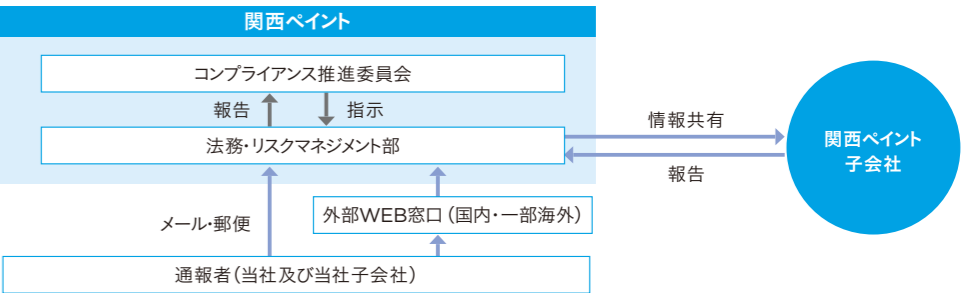 関西ペイント
コンプライアンス推進委員会
報告
指示
法務・リスクマネジメント部
情報共有
報告
関西ペイント
子会社
メール・郵便
外部WEB窓口(国内・一部海外)
通報者(当社及び当社子会社)